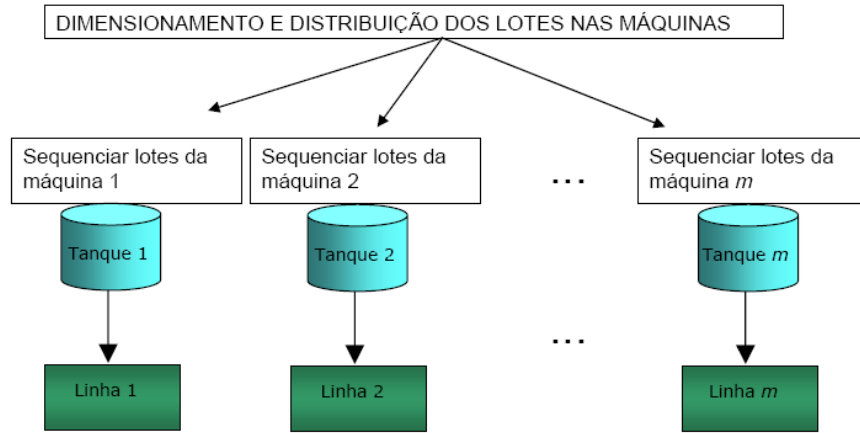 DIMENSIONAMENTO E DISTRIBUIÇÃO DOS LOTES NAS MÁQUINAS
Sequenciar lotes da
máquina 1
Sequenciar lotes da
máquina 2
...
Sequenciar lotes da
máquina m
Tanque 1
Tanque 2
Tanque m
...
Linha 1
Linha 2
Linha m